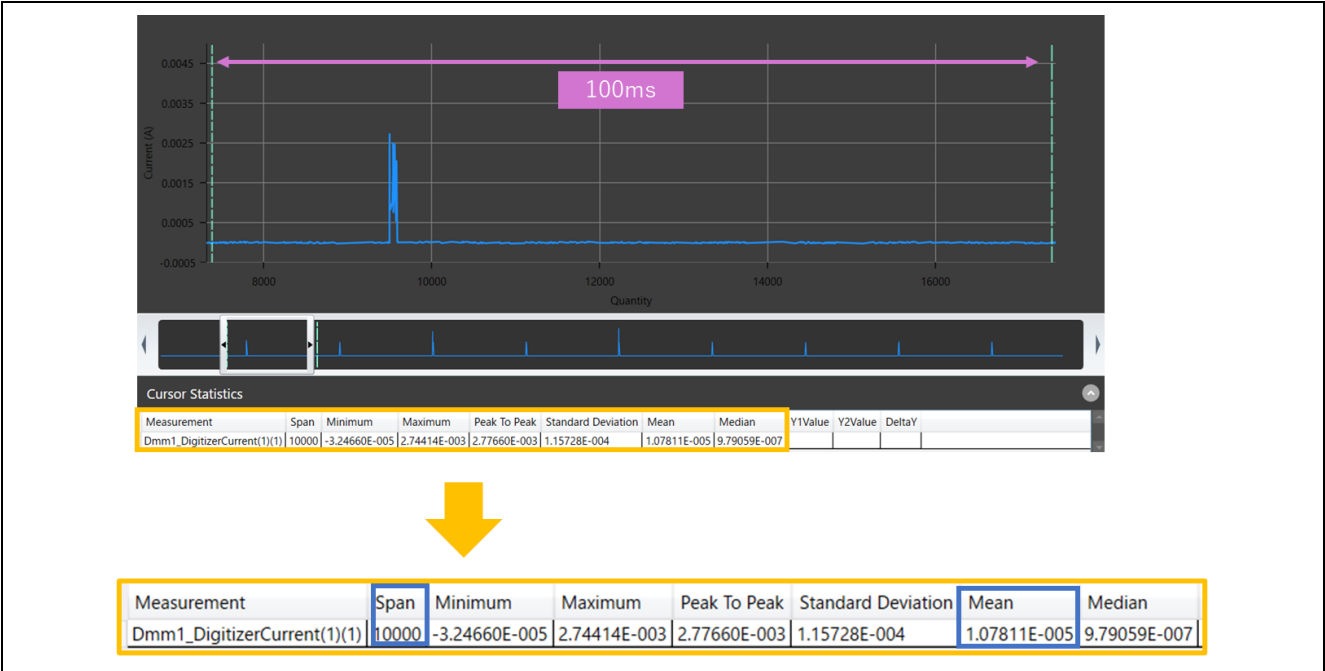 0.0045
100ms
0.0035
Current (A)
0.0025
0.0015
0.0005
-0.0005
8000 10000 12000 14000 16000
Quantity
Cursor Statistics
Measurement Span Minimum Maximum Peak To Peak Standard Deviation Mean Median Y1Value Y2Value DeltaY
Dmm1_DigitizerCurrent(1)(1) 10000 -3.24660E-005 2.74414E-003 2.77660E-003 1.15728E-004 1.07811E-005 9.79059E-007
Measurement Span Minimum Maximum Peak To Peak Standard Deviation Mean Median
Dmm1_DigitizerCurrent(1)(1) 10000 -3.24660E-005 2.74414E-003 2.77660E-003 1.15728E-004 1.07811E-005 9.79059E-007